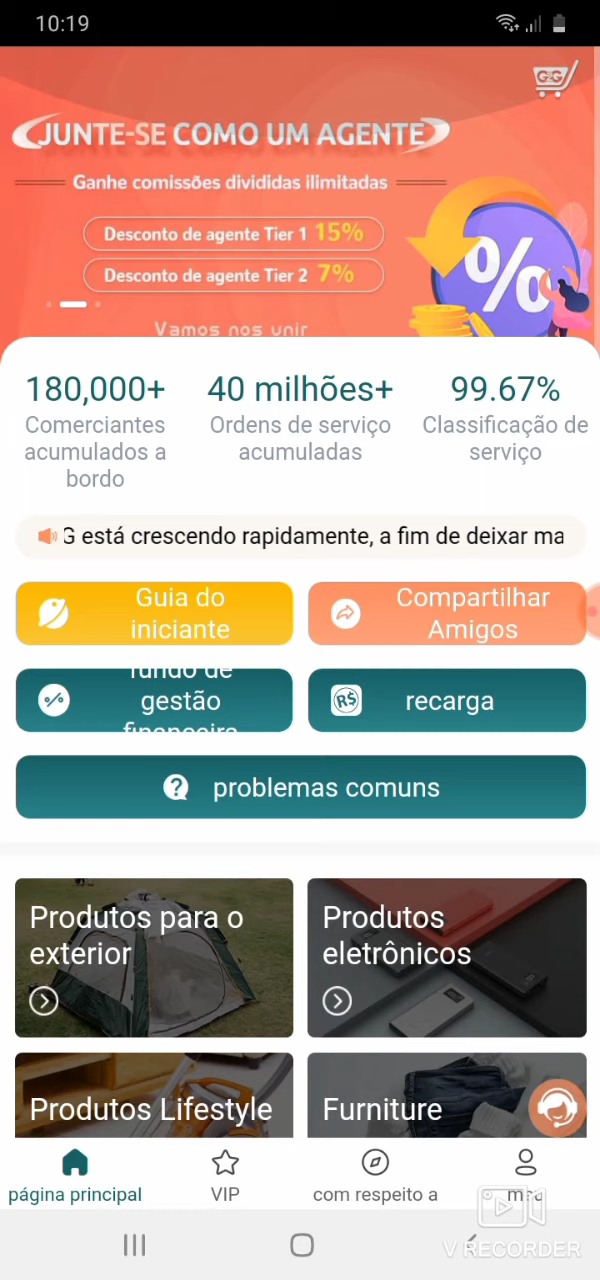 10:19
G2G
JUNTE-SE COMO UM AGENTE
Ganhe comissões divididas ilimitadas
Desconto de agente Tier 1 15%
Desconto de agente Tier 2 7%
%
Vamos nos unir
180,000+
Comerciantes
acumulados a
bordo
40 milhões+
Ordens de serviço
acumuladas
99.67%
Classificação de
serviço
G está crescendo rapidamente, a fim de deixar ma
Guia do
iniciante
Compartilhar
Amigos
fundo de
gestão
financeira
R$
recarga
problemas comuns
Produtos para o
exterior
Produtos
eletrônicos
Produtos Lifestyle
Furniture
página principal
VIP
com respeito a
meu
V RECORDER